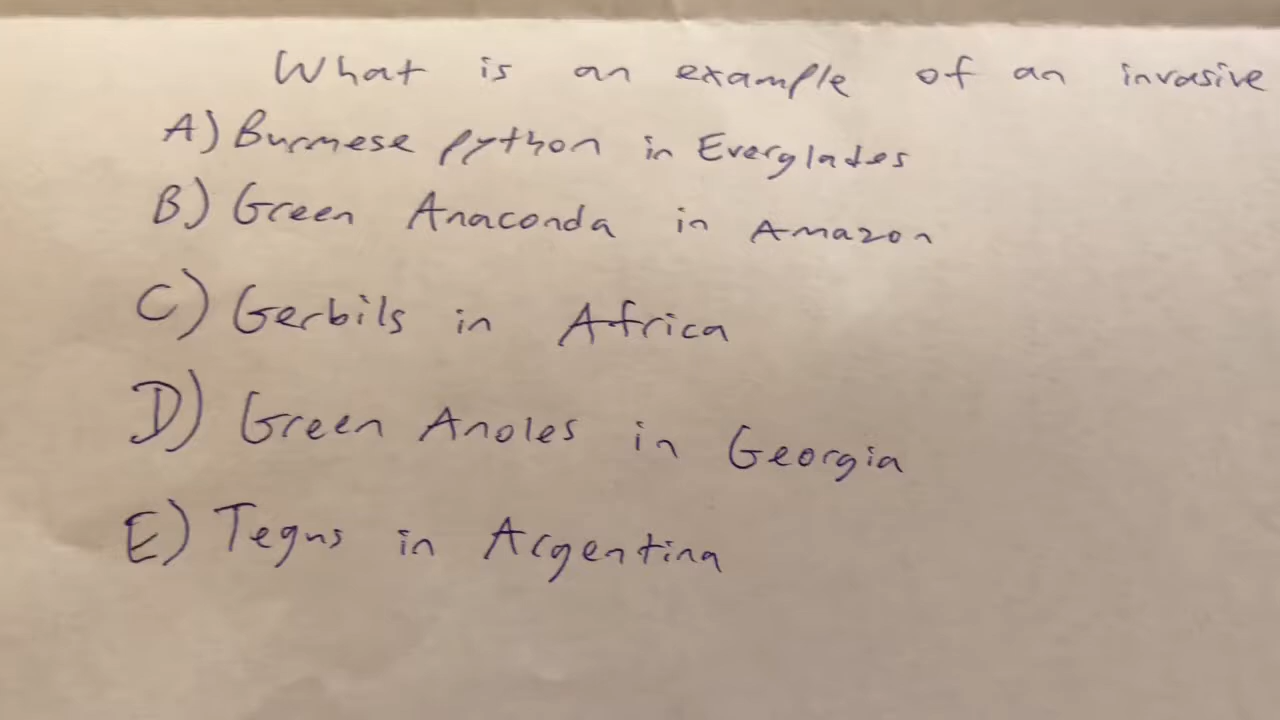 What is an example of an invasive
A) Burmese python in Everglades
B) Green Anaconda in Amazon
C) Gerbils in Africa
D) Green Anoles in Georgia
E) Tegus in Argentina